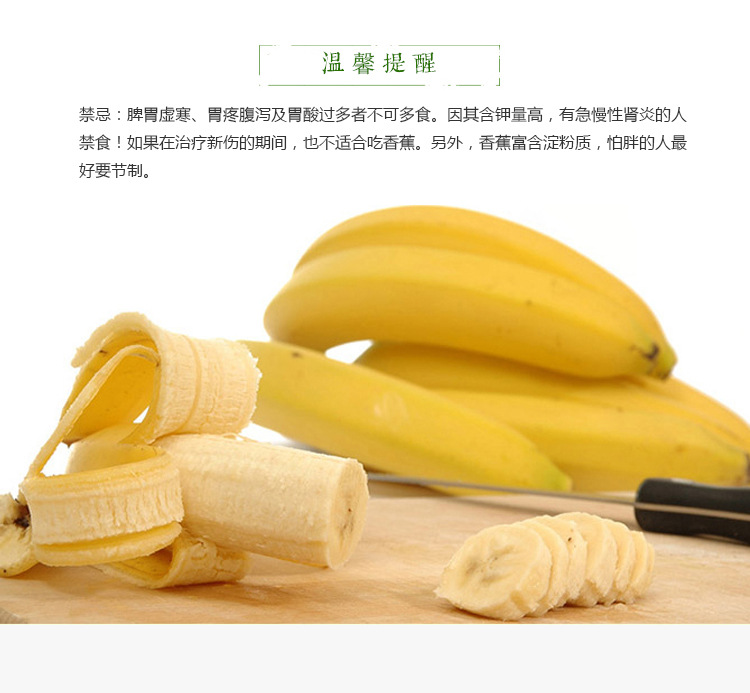 温馨提醒
禁忌：脾胃虚寒、胃疼腹泻及胃酸过多者不可多食。因其含钾量高，有急慢性肾炎的人
禁食！如果在治疗新伤的期间，也不适合吃香蕉。另外，香蕉富含淀粉质，怕胖的人最
好要节制。